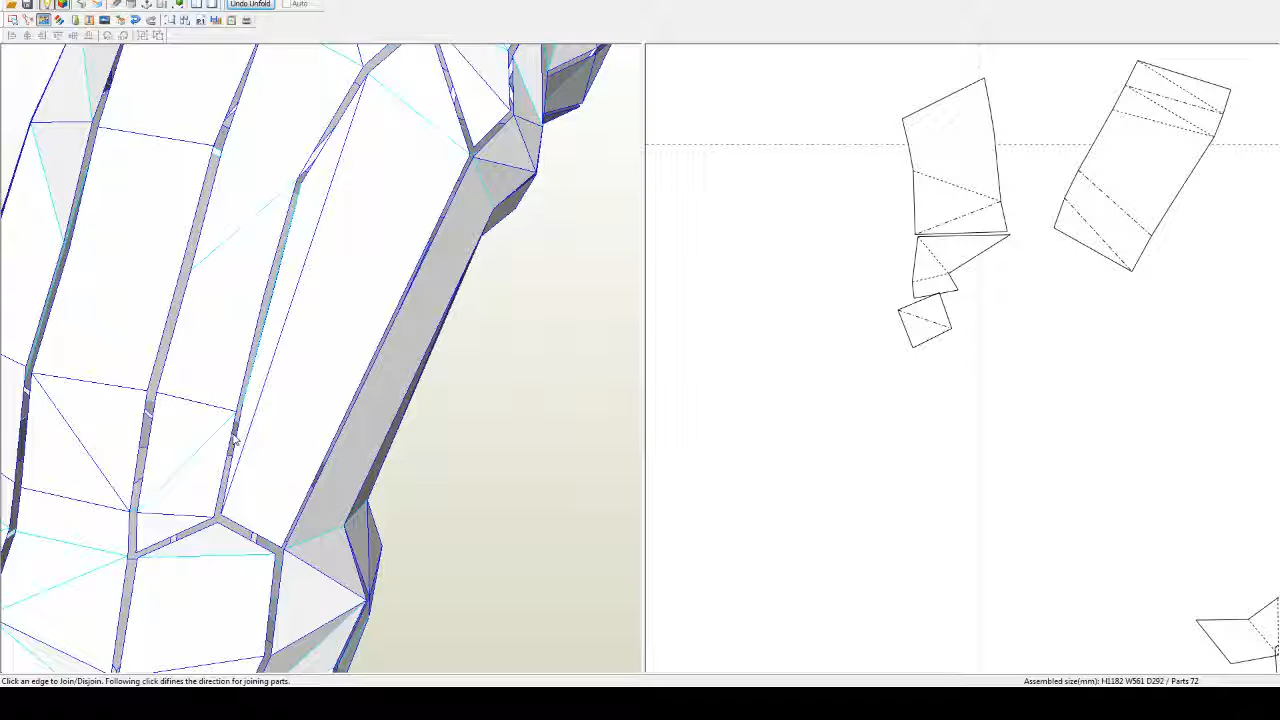 Undo Unfold Auto
Click an edge to Join/Disjoin. Following click difines the direction for joining parts.
Assembled size(mm): H1182 W561 D292 / Parts 72